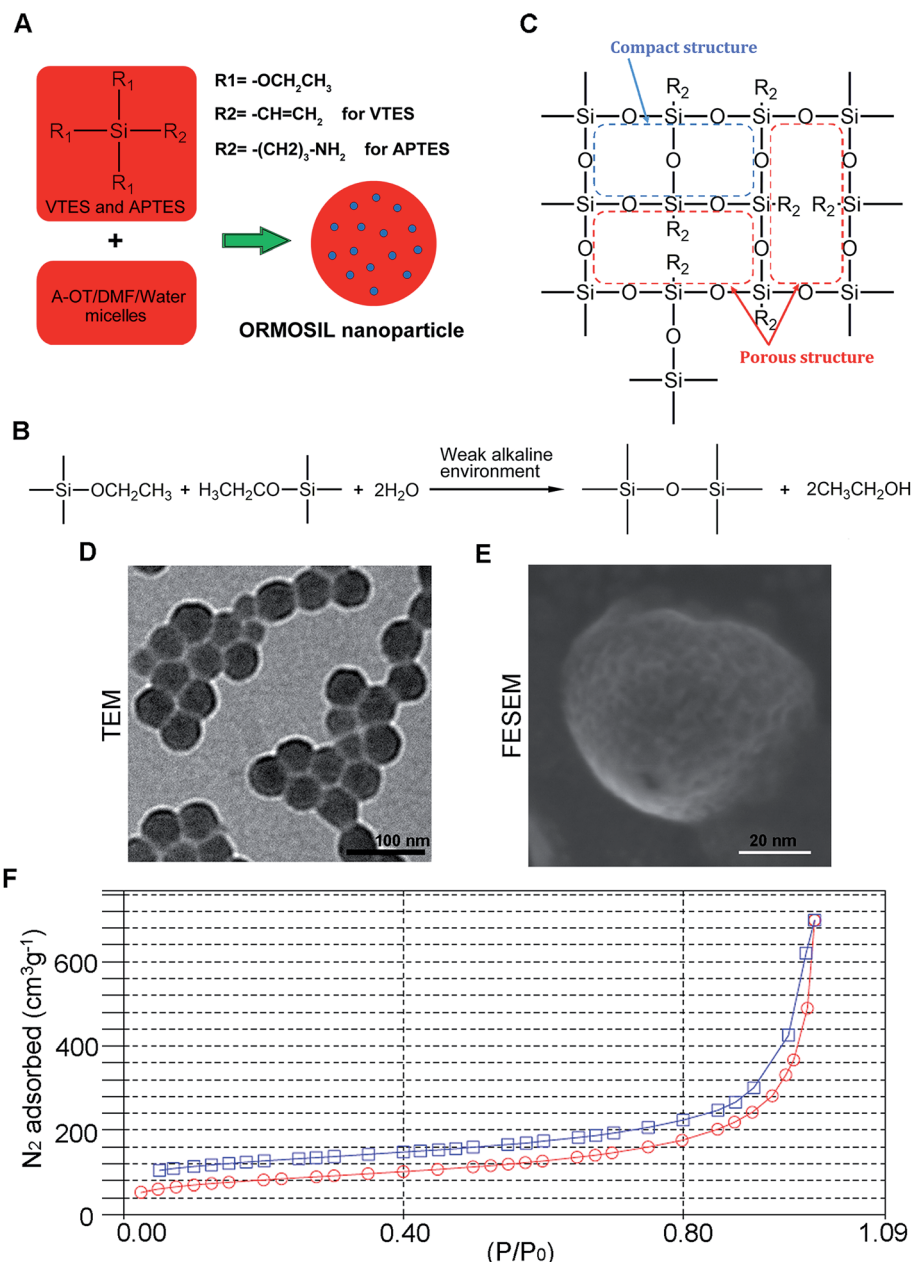 A
R₁
R₁
Si
R₂
R₁
VTES and APTES
+
A-OT/DMF/Water
micelles
R1= -OCH₂CH₃
R2= -CH=CH₂ for VTES
R2= -(CH2)₃-NH₂ for APTES
ORMOSIL nanoparticle
C
Compact structure
R₂ R₂
Si O Si O Si O Si
O O O O
Si O Si O Si R₂ R₂ Si
R₂
R₂
O O O
Si O Si O Si O Si
R₂
O
Porous structure
Si
B
Si OCH₂CH₃ + H₃CH₂CO Si + 2H₂O
Weak alkaline
environment
Si O Si + 2CH₃CH₂OH
D
TEM
100 nm
E
FESEM
20 nm
F
N₂ adsorbed (cm³g⁻¹)
600
400
200
0
0.00 0.40 0.80 1.09
(P/P₀)